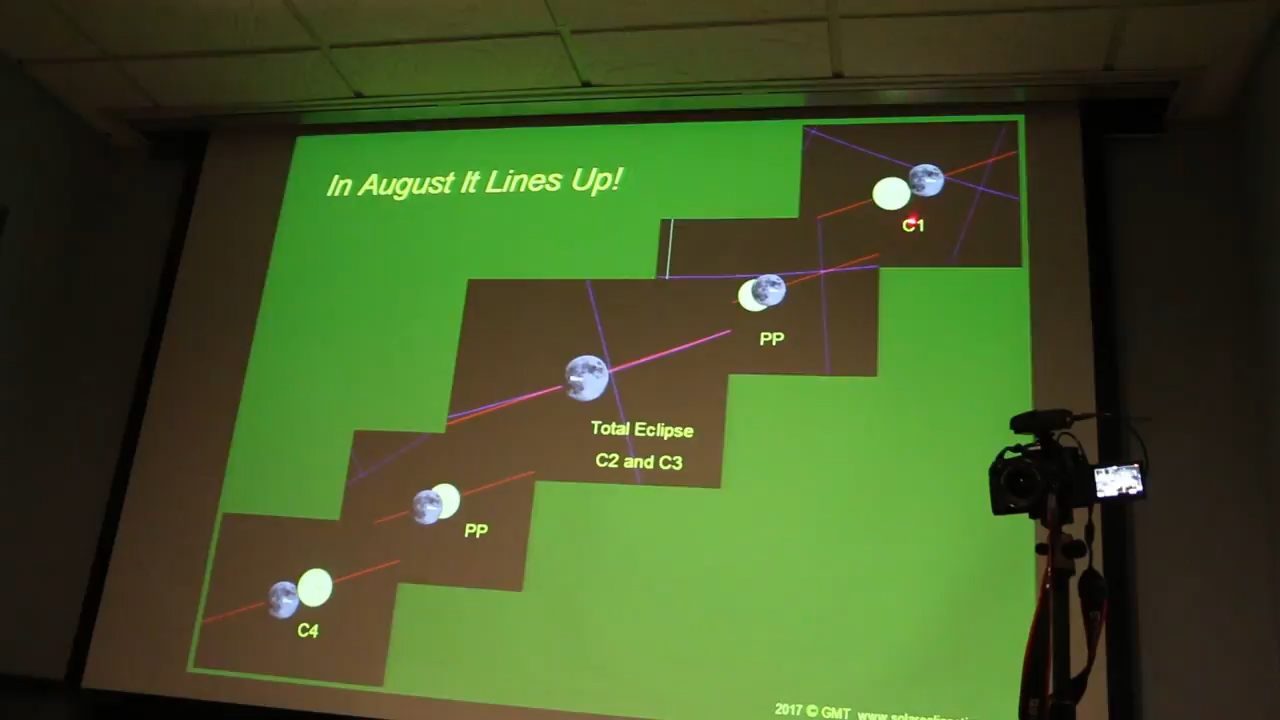 In August It Lines Up!
C1
PP
Total Eclipse
C2 and C3
PP
C4
2017 © GMT